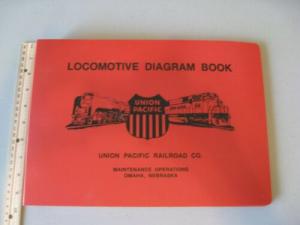 LOCOMOTIVE DIAGRAM BOOK
UNION
PACIFIC
UNION PACIFIC RAILROAD CO.
MAINTENANCE OPERATIONS
OMAHA, NEBRASKA